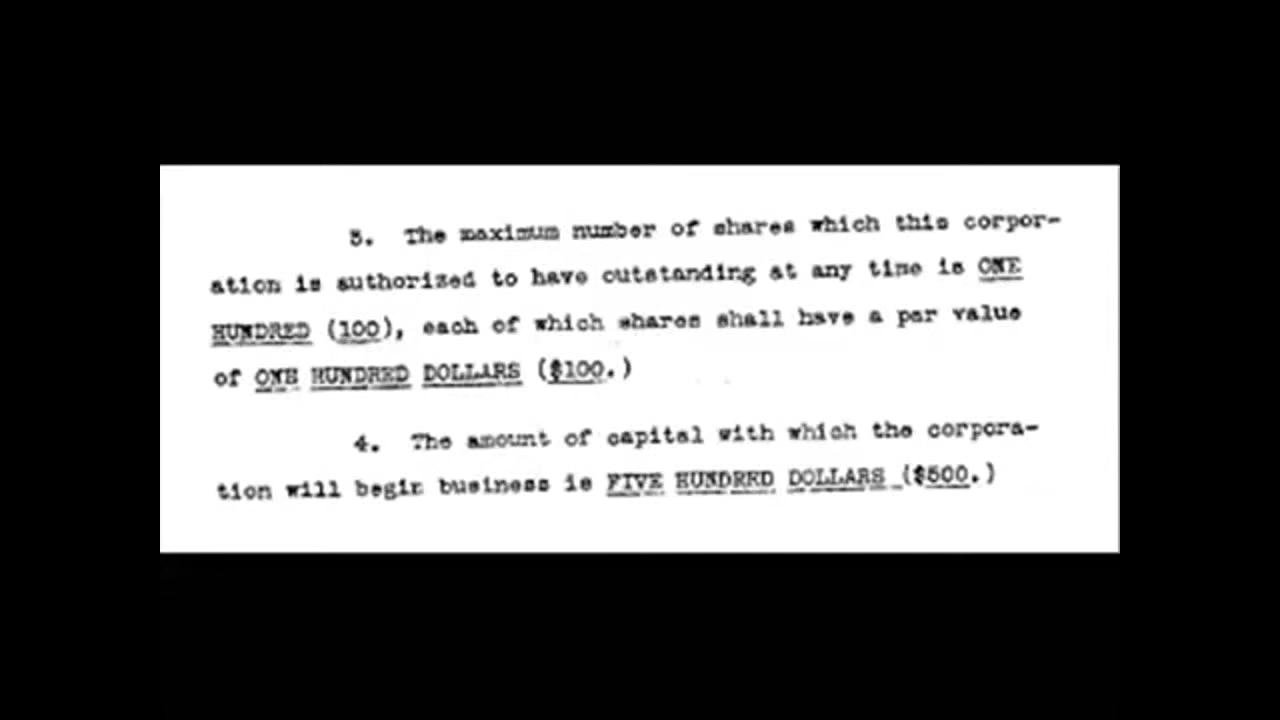 3. The maximum number of shares which this corpor-
ation is authorized to have outstanding at any time is ONE
HUNDRED (100), each of which shares shall have a par value
of ONE HUNDRED DOLLARS ($100.)
4. The amount of capital with which the corpora-
tion will begin business is FIVE HUNDRED DOLLARS ($500.)